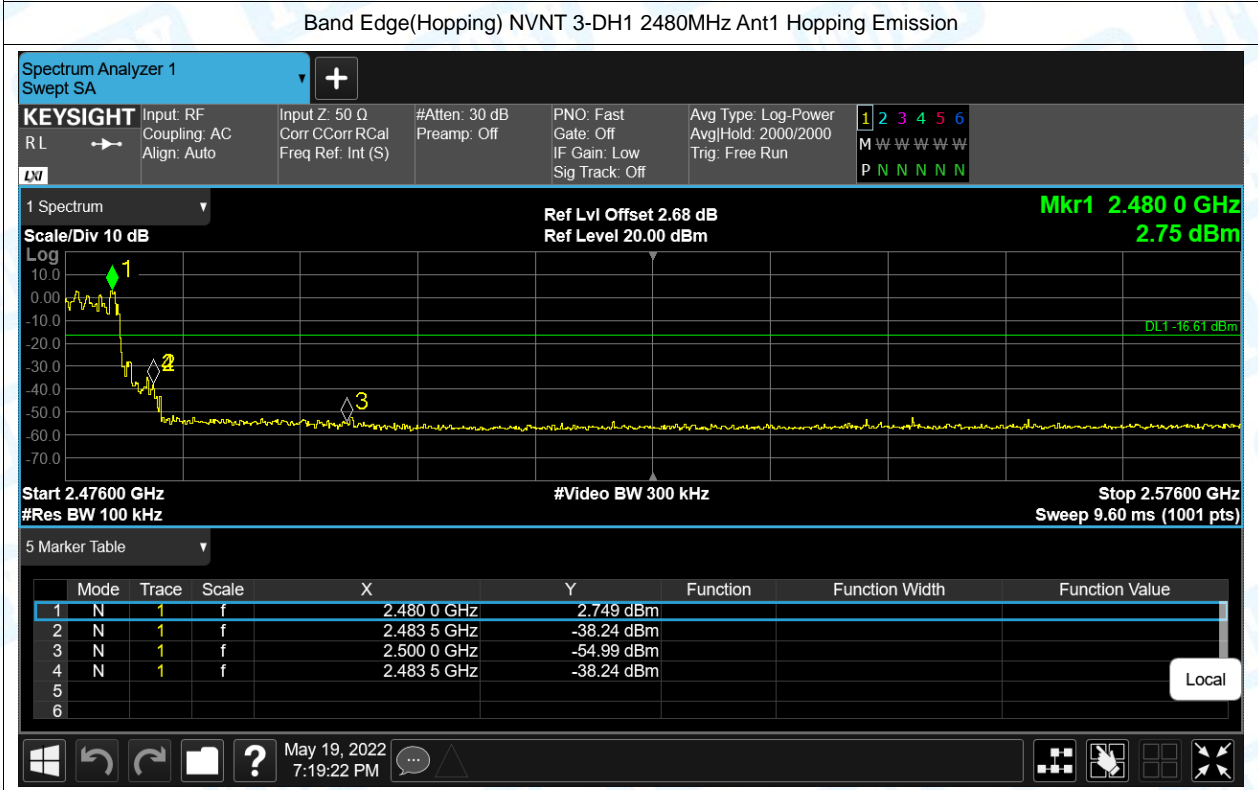 Band Edge(Hopping) NVNT 3-DH1 2480MHz Ant1 Hopping Emission
Spectrum Analyzer 1
Swept SA
KEYSIGHT
RL
LXI
Input: RF
Coupling: AC
Align: Auto
Input Z: 50 Ω
Corr CCorr RCal
Freq Ref: Int (S)
#Atten: 30 dB
Preamp: Off
PNO: Fast
Gate: Off
IF Gain: Low
Sig Track: Off
Avg Type: Log-Power
Avg|Hold: 2000/2000
Trig: Free Run
1 2 3 4 5 6
M W W W W W
P N N N N N
1 Spectrum
Scale/Div 10 dB
Ref Lvl Offset 2.68 dB
Ref Level 20.00 dBm
Mkr1 2.480 0 GHz
2.75 dBm
Log
10.0
0.00
-10.0
-20.0
-30.0
-40.0
-50.0
-60.0
-70.0
1
2
3
DL1 -16.61 dBm
Start 2.47600 GHz
#Video BW 300 kHz
Stop 2.57600 GHz
#Res BW 100 kHz
Sweep 9.60 ms (1001 pts)
5 Marker Table
Mode Trace Scale X Y Function Function Width Function Value
1 N 1 f 2.480 0 GHz 2.749 dBm
2 N 1 f 2.483 5 GHz -38.24 dBm
3 N 1 f 2.500 0 GHz -54.99 dBm
4 N 1 f 2.483 5 GHz -38.24 dBm
5
6
Local
May 19, 2022
7:19:22 PM